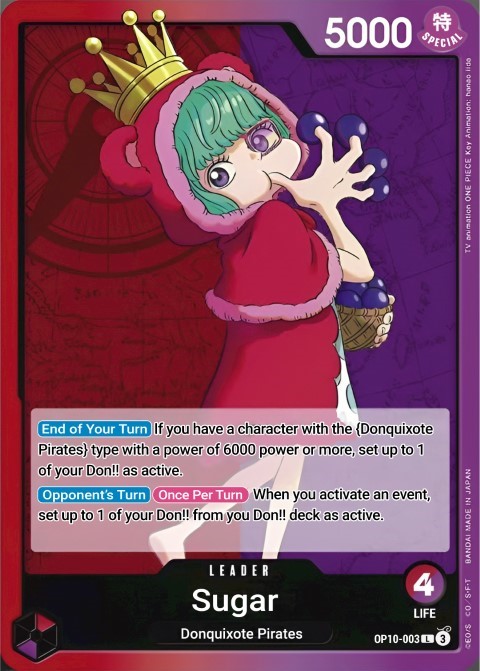 5000
特
SPECIAL
TV animation ONE PIECE Key Animation: hanao iida
End of Your Turn If you have a character with the {Donquixote
Pirates} type with a power of 6000 power or more, set up to 1
of your Don!! as active.
Opponent's Turn Once Per Turn When you activate an event,
set up to 1 of your Don!! from you Don!! deck as active.
LEADER
Sugar
Donquixote Pirates
4
LIFE
OP10-003 L 3
©E.O/S ©O./S·F·T BANDAI MADE IN JAPAN